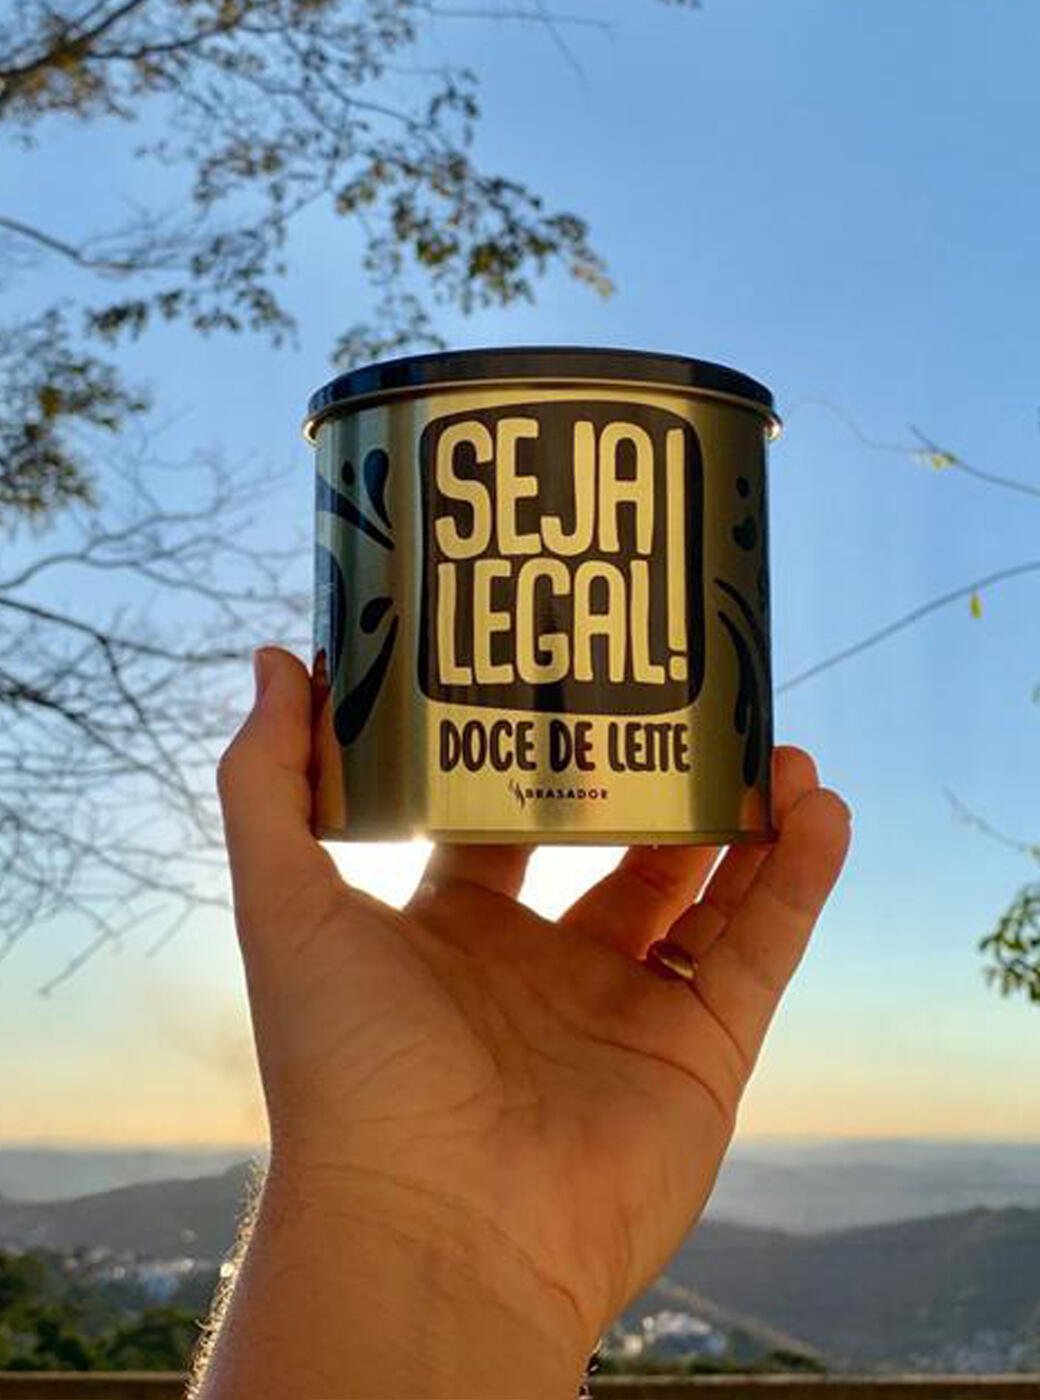 SEJA
LEGAL!
DOCE DE LEITE
BRASADOR